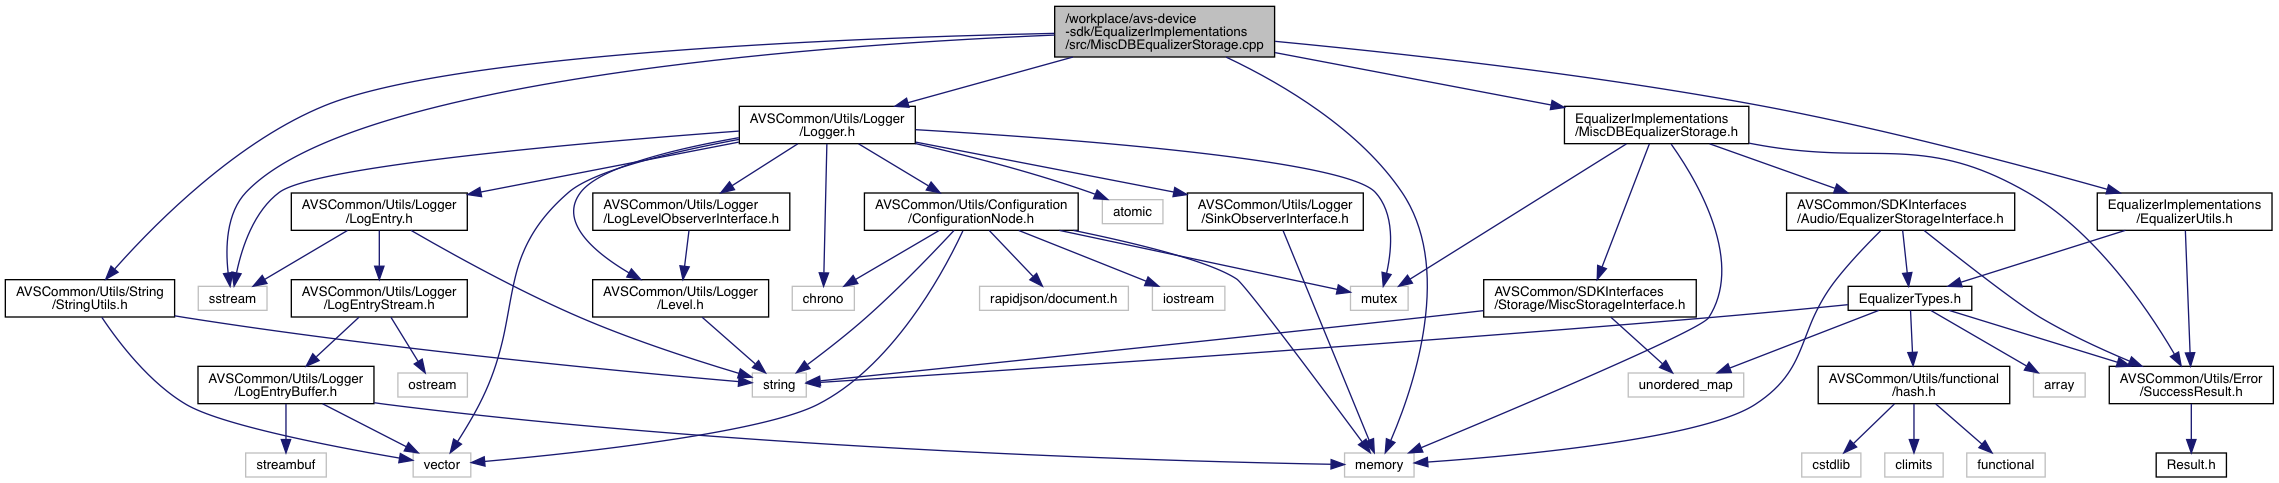 /workplace/avs-device
-sdk/EqualizerImplementations
/src/MiscDBEqualizerStorage.cpp
AVSCommon/Utils/Logger
/Logger.h
EqualizerImplementations
/MiscDBEqualizerStorage.h
AVSCommon/Utils/Logger
/LogEntry.h
AVSCommon/Utils/Logger
/LogLevelObserverInterface.h
AVSCommon/Utils/Configuration
/ConfigurationNode.h
atomic
AVSCommon/Utils/Logger
/SinkObserverInterface.h
AVSCommon/SDKInterfaces
/Audio/EqualizerStorageInterface.h
EqualizerImplementations
/EqualizerUtils.h
AVSCommon/Utils/String
/StringUtils.h
sstream
AVSCommon/Utils/Logger
/LogEntryStream.h
AVSCommon/Utils/Logger
/Level.h
chrono
rapidjson/document.h
iostream
mutex
AVSCommon/SDKInterfaces
/Storage/MiscStorageInterface.h
EqualizerTypes.h
AVSCommon/Utils/Logger
/LogEntryBuffer.h
ostream
string
unordered_map
AVSCommon/Utils/functional
/hash.h
array
AVSCommon/Utils/Error
/SuccessResult.h
streambuf
vector
memory
cstdlib
climits
functional
Result.h